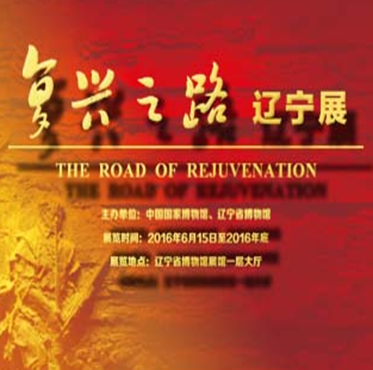 复兴之路 辽宁展
THE ROAD OF REJUVENATION
主办单位：中国国家博物馆、辽宁省博物馆
展览时间：2016年6月15日至2016年底
展览地点：辽宁省博物馆展馆一层大厅